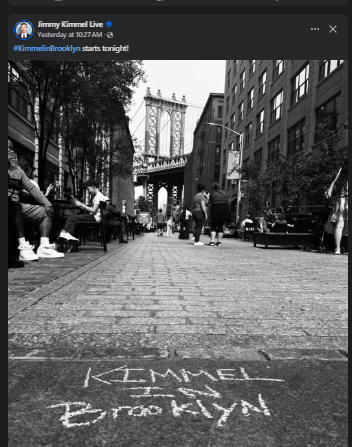 Jimmy Kimmel Live
Yesterday at 10:27 AM ·
#KimmelinBrooklyn starts tonight!
KIMMEL
IN
BrooklyN